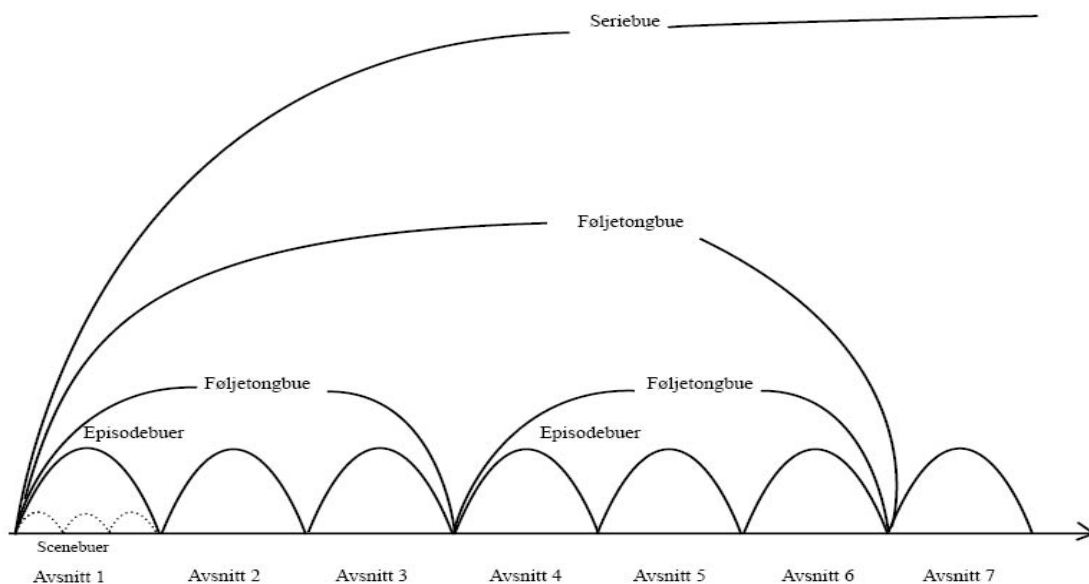 Seriebue
Føljetongbue
Føljetongbue
Føljetongbue
Episodebuer
Episodebuer
Scenebuer
Avsnitt 1
Avsnitt 2
Avsnitt 3
Avsnitt 4
Avsnitt 5
Avsnitt 6
Avsnitt 7